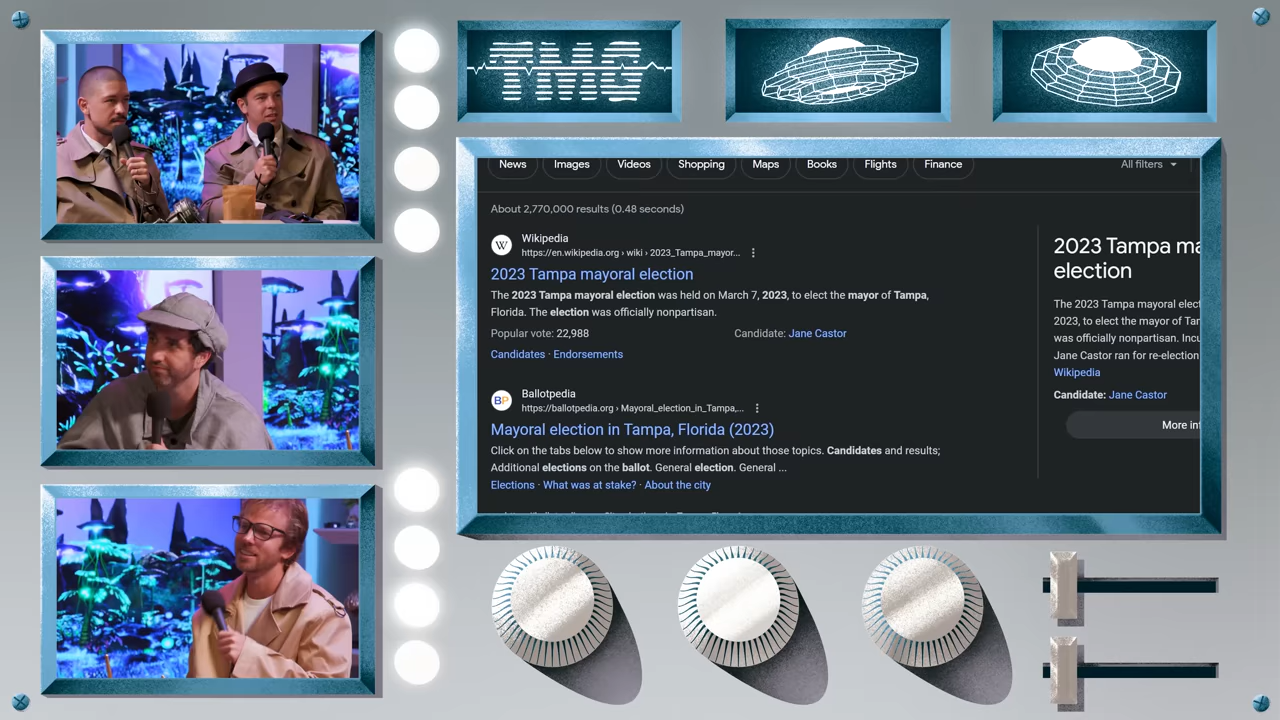 TMG
News
Images
Videos
Shopping
Maps
Books
Flights
Finance
All filters
About 2,770,000 results (0.48 seconds)
W
Wikipedia
https://en.wikipedia.org › wiki › 2023_Tampa_mayor...
2023 Tampa mayoral election
The 2023 Tampa mayoral election was held on March 7, 2023, to elect the mayor of Tampa,
Florida. The election was officially nonpartisan.
Popular vote: 22,988
Candidate: Jane Castor
Candidates · Endorsements
BP
Ballotpedia
https://ballotpedia.org › Mayoral_election_in_Tampa,...
Mayoral election in Tampa, Florida (2023)
Click on the tabs below to show more information about those topics. Candidates and results;
Additional elections on the ballot. General election. General ...
Elections · What was at stake? · About the city
2023 Tampa ma
election
The 2023 Tampa mayoral elect
2023, to elect the mayor of Tar
was officially nonpartisan. Incu
Jane Castor ran for re-election
Wikipedia
Candidate: Jane Castor
More inf